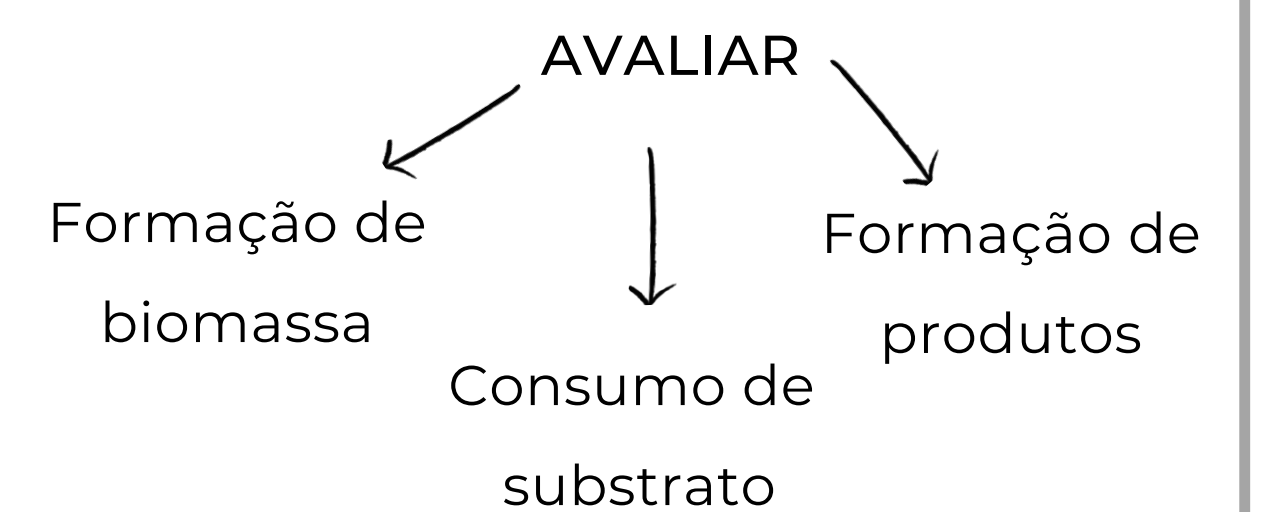 AVALIAR
Formação de
biomassa
Consumo de
substrato
Formação de
produtos